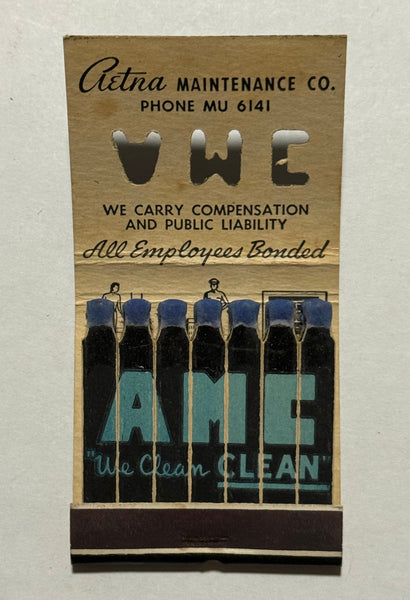 Aetna MAINTENANCE CO.
PHONE MU 6141
AMC
WE CARRY COMPENSATION
AND PUBLIC LIABILITY
All Employees Bonded
AMC
"We Clean CLEAN"